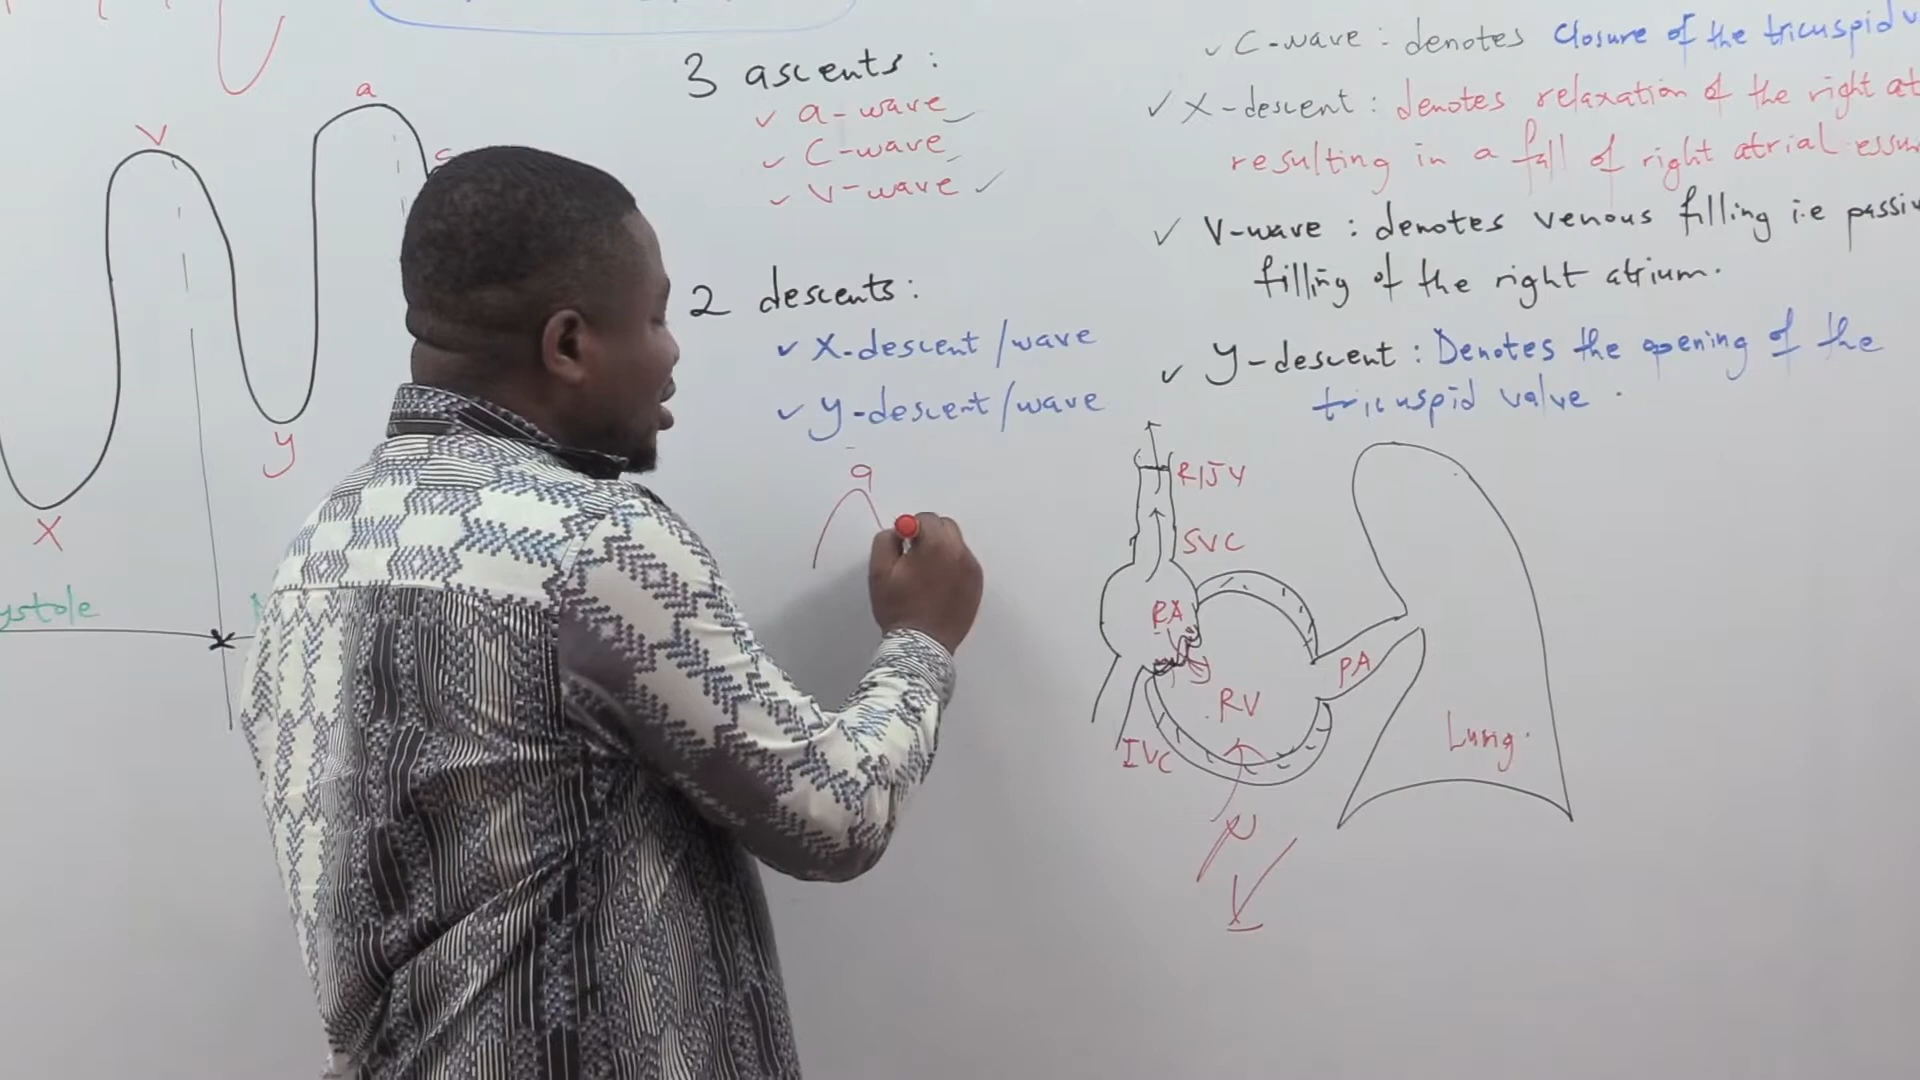 3 ascents:
✓ a-wave
✓ C-wave
✓ V-wave ✓
2 descents:
✓ X-descent/wave
✓ Y-descent/wave
a
V
a
c
X
y
ystole
✓ C-wave: denotes closure of the tricuspid v
✓ X-descent: denotes relaxation of the right at
resulting in a fall of right atrial essur
✓ V-wave: denotes venous filling i.e passiv
filling of the right atrium.
✓ Y-descent: Denotes the opening of the
tricuspid valve.
RIJV
SVC
RA
RV
PA
IVC
Lung.